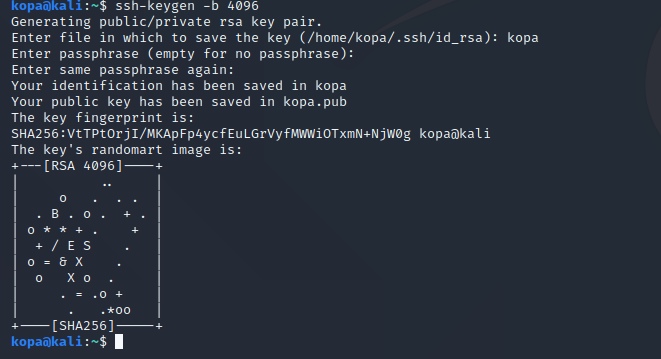 kopa@kali:~$ ssh-keygen -b 4096
Generating public/private rsa key pair.
Enter file in which to save the key (/home/kopa/.ssh/id_rsa): kopa
Enter passphrase (empty for no passphrase):
Enter same passphrase again:
Your identification has been saved in kopa
Your public key has been saved in kopa.pub
The key fingerprint is:
SHA256:VtTPtOrjI/MKApFp4ycfEuLGrVyfMWWiOTxmN+NjW0g kopa@kali
The key's randomart image is:
+---[RSA 4096]----+
|           ..    |
|     o   .  . .  |
|  . B . o .  + . |
| o * * + .    +  |
|  + / E S    .   |
| o = & X    .    |
|  o   X o  .     |
|     . = .o +    |
|      .   .*oo   |
+----[SHA256]-----+
kopa@kali:~$